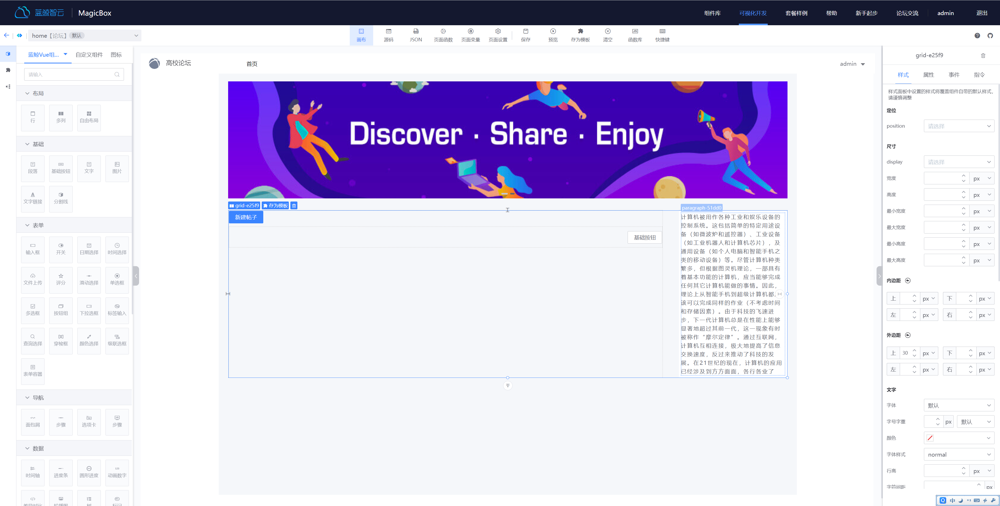 蓝鲸智云 MagicBox 组件库 可视化开发 套餐样例 帮助 新手起步 论坛交流 admin 退出
home【论坛】 默认 画布 源码 JSON 页面函数 页面变量 页面设置 保存 预览 存为模板 清空 函数库 快捷键
蓝鲸Vue组... 自定义组件 图标
请输入
布局
行 多列 自由布局
基础
段落 基础按钮 文字 图片
文字链接 分割线
表单
输入框 开关 日期选择 时间选择
文件上传 评分 滑动选择 单选框
多选框 按钮组 下拉选框 标签输入
查询选择 穿梭框 颜色选择 级联选框
表单容器
导航
面包屑 步骤 选项卡 步骤
数据
时间轴 进度条 圆形进度 动画数字
差异对比 轮播图 树 标记
高校论坛 首页 admin
Discover · Share · Enjoy
grid-e25f9 存为模板
新建帖子
基础按钮
paragraph-51dd0
计算机被用作各种工业和娱乐设备的
控制系统。这包括简单的特定用途设
备（如微波炉和遥控器）、工业设备
（如工业机器人和计算机芯片），及
通用设备（如个人电脑和智能手机之
类的移动设备）等。尽管计算机种类
繁多，但根据图灵机理论，一部具有
着基本功能的计算机，应当能够完成
任何其它计算机能做的事情。因此，
理论上从智能手机到超级计算机都
该可以完成同样的作业（不考虑时间
和存储因素）。由于科技的飞速进
步，下一代计算机总是在性能上能够
显著地超过其前一代，这一现象有时
被称作“摩尔定律”。通过互联网，
计算机互相连接，极大地提高了信息
交换速度，反过来推动了科技的发
展。在21世纪的现在，计算机的应用
已经涉及到方方面面，各行各业了
grid-e25f9
样式 属性 事件 指令
样式面板中设置的样式将覆盖组件自带的默认样式，
请谨慎调整
定位
position 请选择
尺寸
display 请选择
宽度 px
高度 px
最小宽度 px
最大宽度 px
最小高度 px
最大高度 px
内边距
上 px 下 px
左 px 右 px
外边距
上 30 px 下 px
左 px 右 px
文字
字体 默认
字号字重 px 默认
颜色
字体样式 normal
行高 px
字符间距 px
中